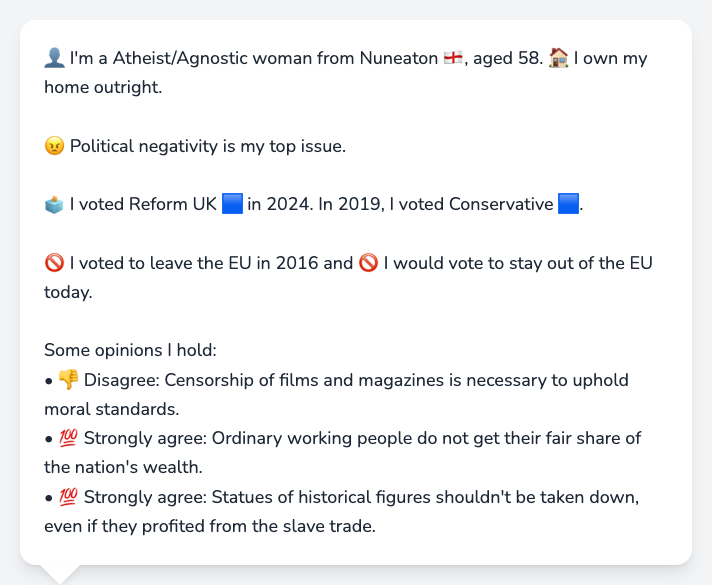 👤 I'm a Atheist/Agnostic woman from Nuneaton 🏴󠁧󠁢󠁥󠁮󠁧󠁿, aged 58. 🏠 I own my
home outright.
😠 Political negativity is my top issue.
🗳️ I voted Reform UK 🟦 in 2024. In 2019, I voted Conservative 🟦.
🚫 I voted to leave the EU in 2016 and 🚫 I would vote to stay out of the EU
today.
Some opinions I hold:
• 👎 Disagree: Censorship of films and magazines is necessary to uphold
moral standards.
• 💯 Strongly agree: Ordinary working people do not get their fair share of
the nation's wealth.
• 💯 Strongly agree: Statues of historical figures shouldn't be taken down,
even if they profited from the slave trade.